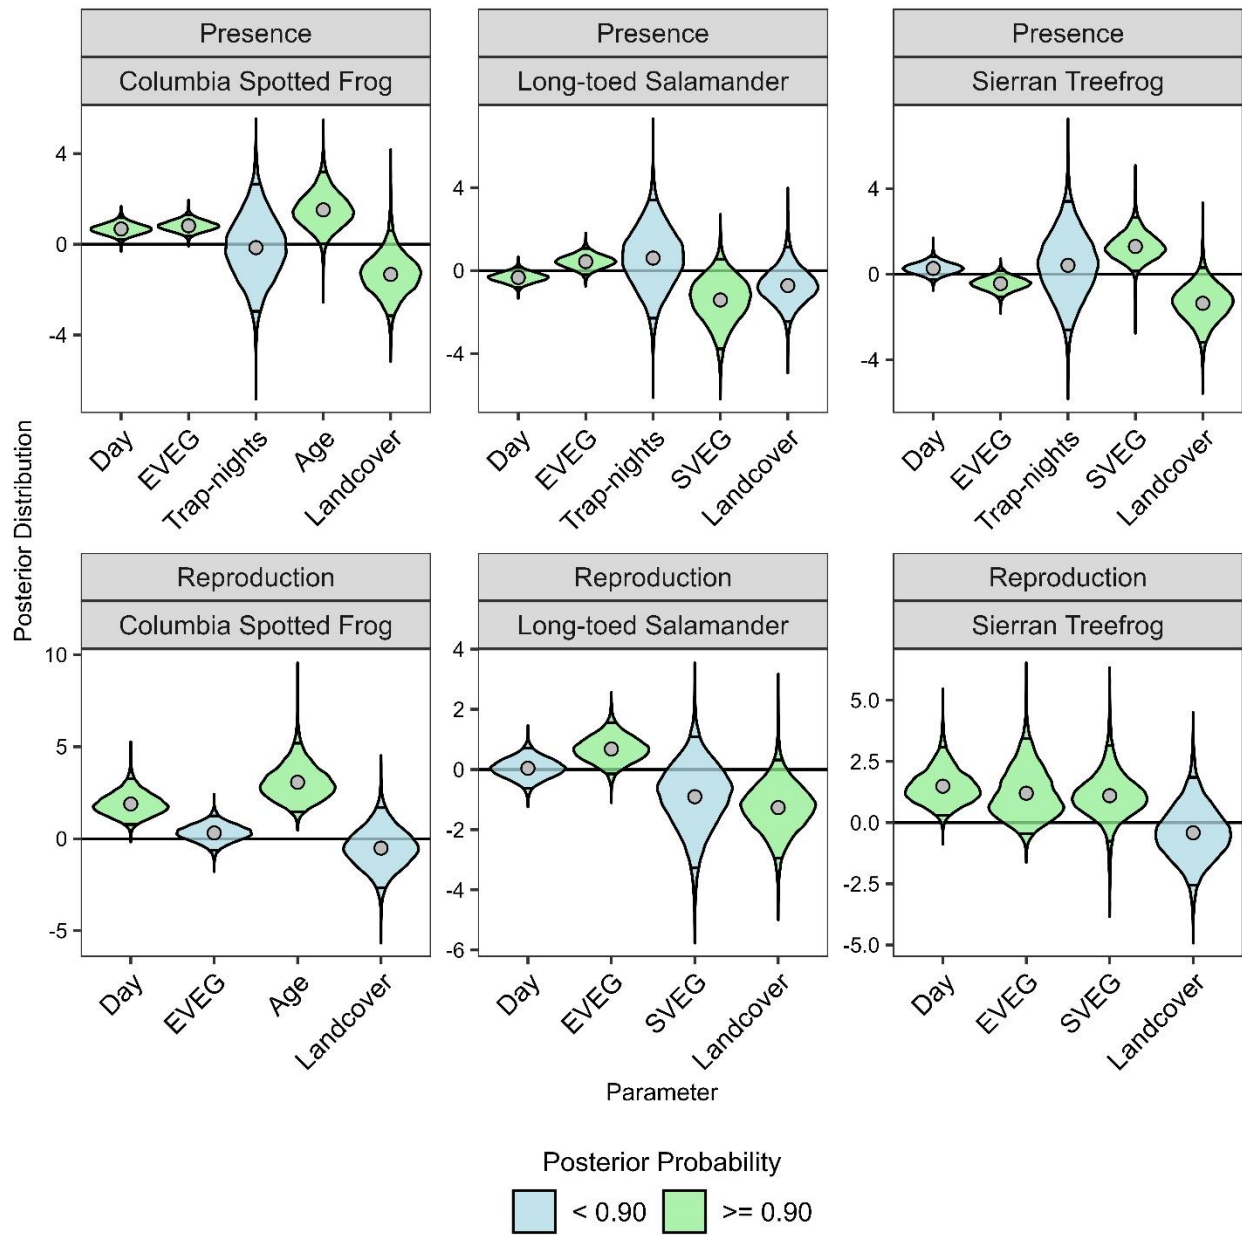 Presence
Presence
Presence
Columbia Spotted Frog
Long-toed Salamander
Sierran Treefrog
4
0
-4
4
0
-4
4
0
-4
Day
EVEG
Trap-nights
Age
Landcover
Day
EVEG
Trap-nights
SVEG
Landcover
Day
EVEG
Trap-nights
SVEG
Landcover
Posterior Distribution
Reproduction
Reproduction
Reproduction
Columbia Spotted Frog
Long-toed Salamander
Sierran Treefrog
10
5
0
-5
4
2
0
-2
-4
-6
5.0
2.5
0.0
-2.5
-5.0
Day
EVEG
Age
Landcover
Day
EVEG
SVEG
Landcover
Day
EVEG
SVEG
Landcover
Parameter
Posterior Probability
< 0.90
>= 0.90